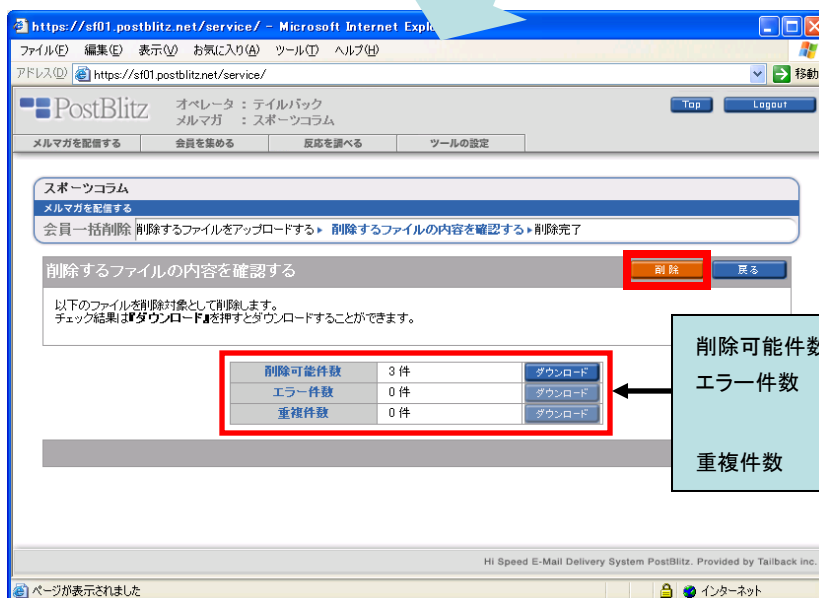 https://sf01.postblitz.net/service/ - Microsoft Internet Explo
ファイル(F) 編集(E) 表示(V) お気に入り(A) ツール(T) ヘルプ(H)
アドレス(D) https://sf01.postblitz.net/service/ 移動
PostBlitz オペレータ : テイルバック Top Logout
メルマガ : スポーツコラム
メルマガを配信する 会員を集める 反応を調べる ツールの設定
スポーツコラム
メルマガを配信する
会員一括削除 削除するファイルをアップロードする▶ 削除するファイルの内容を確認する▶削除完了
削除するファイルの内容を確認する 削除 戻る
以下のファイルを削除対象として削除します。
チェック結果は『ダウンロード』を押すとダウンロードすることができます。
削除可能件数 3 件 ダウンロード
エラー件数 0 件 ダウンロード
重複件数 0 件 ダウンロード
削除可能件数
エラー件数
重複件数
Hi Speed E-Mail Delivery System PostBlitz. Provided by Tailback inc.
ページが表示されました インターネット